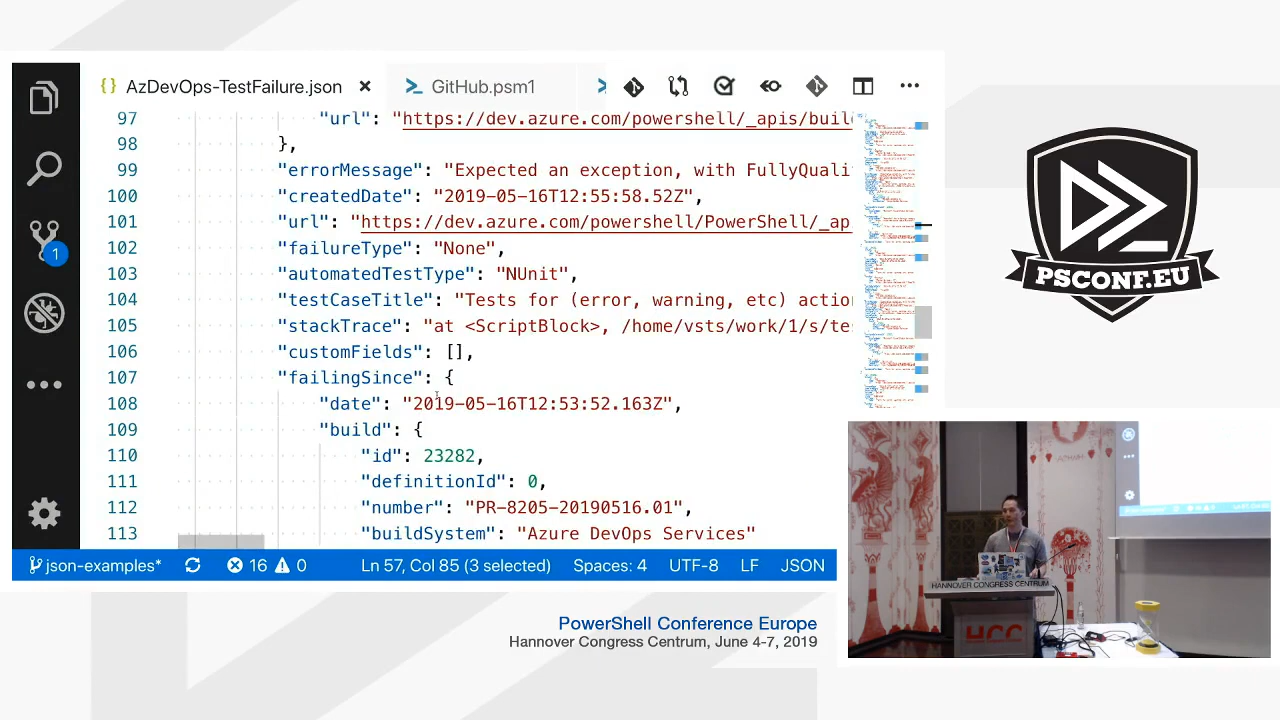 {} AzDevOps-TestFailure.json × GitHub.psm1
97 "url": "https://dev.azure.com/powershell/_apis/buil
98 },
99 "errorMessage": "Expected an exception, with FullyQuali
100 "createdDate": "2019-05-16T12:55:58.52Z",
101 "url": "https://dev.azure.com/powershell/PowerShell/_ap
102 "failureType": "None",
103 "automatedTestType": "NUnit",
104 "testCaseTitle": "Tests for (error, warning, etc) action
105 "stackTrace": "at <ScriptBlock>, /home/vsts/work/1/s/te
106 "customFields": [],
107 "failingSince": {
108 "date": "2019-05-16T12:53:52.163Z",
109 "build": {
110 "id": 23282,
111 "definitionId": 0,
112 "number": "PR-8205-20190516.01",
113 "buildSystem": "Azure DevOps Services"
1
json-examples* 16 0 Ln 57, Col 85 (3 selected) Spaces: 4 UTF-8 LF JSON
PSCONF.EU
PowerShell Conference Europe
Hannover Congress Centrum, June 4-7, 2019
HANNOVER CONGRESS CENTRUM
HCC